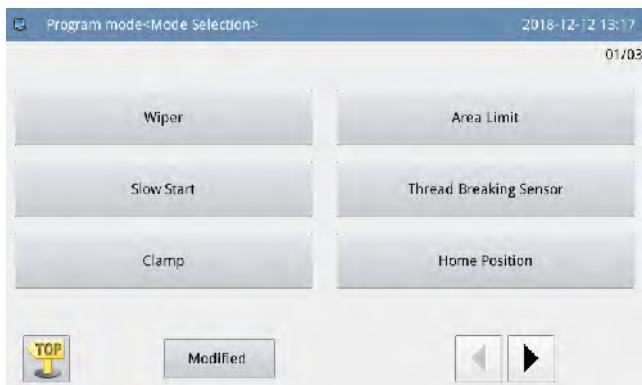 Program mode<Mode Selection> 2018-12-12 13:17
01/03
Wiper Area Limit
Slow Start Thread Breaking Sensor
Clamp Home Position
TOP Modified